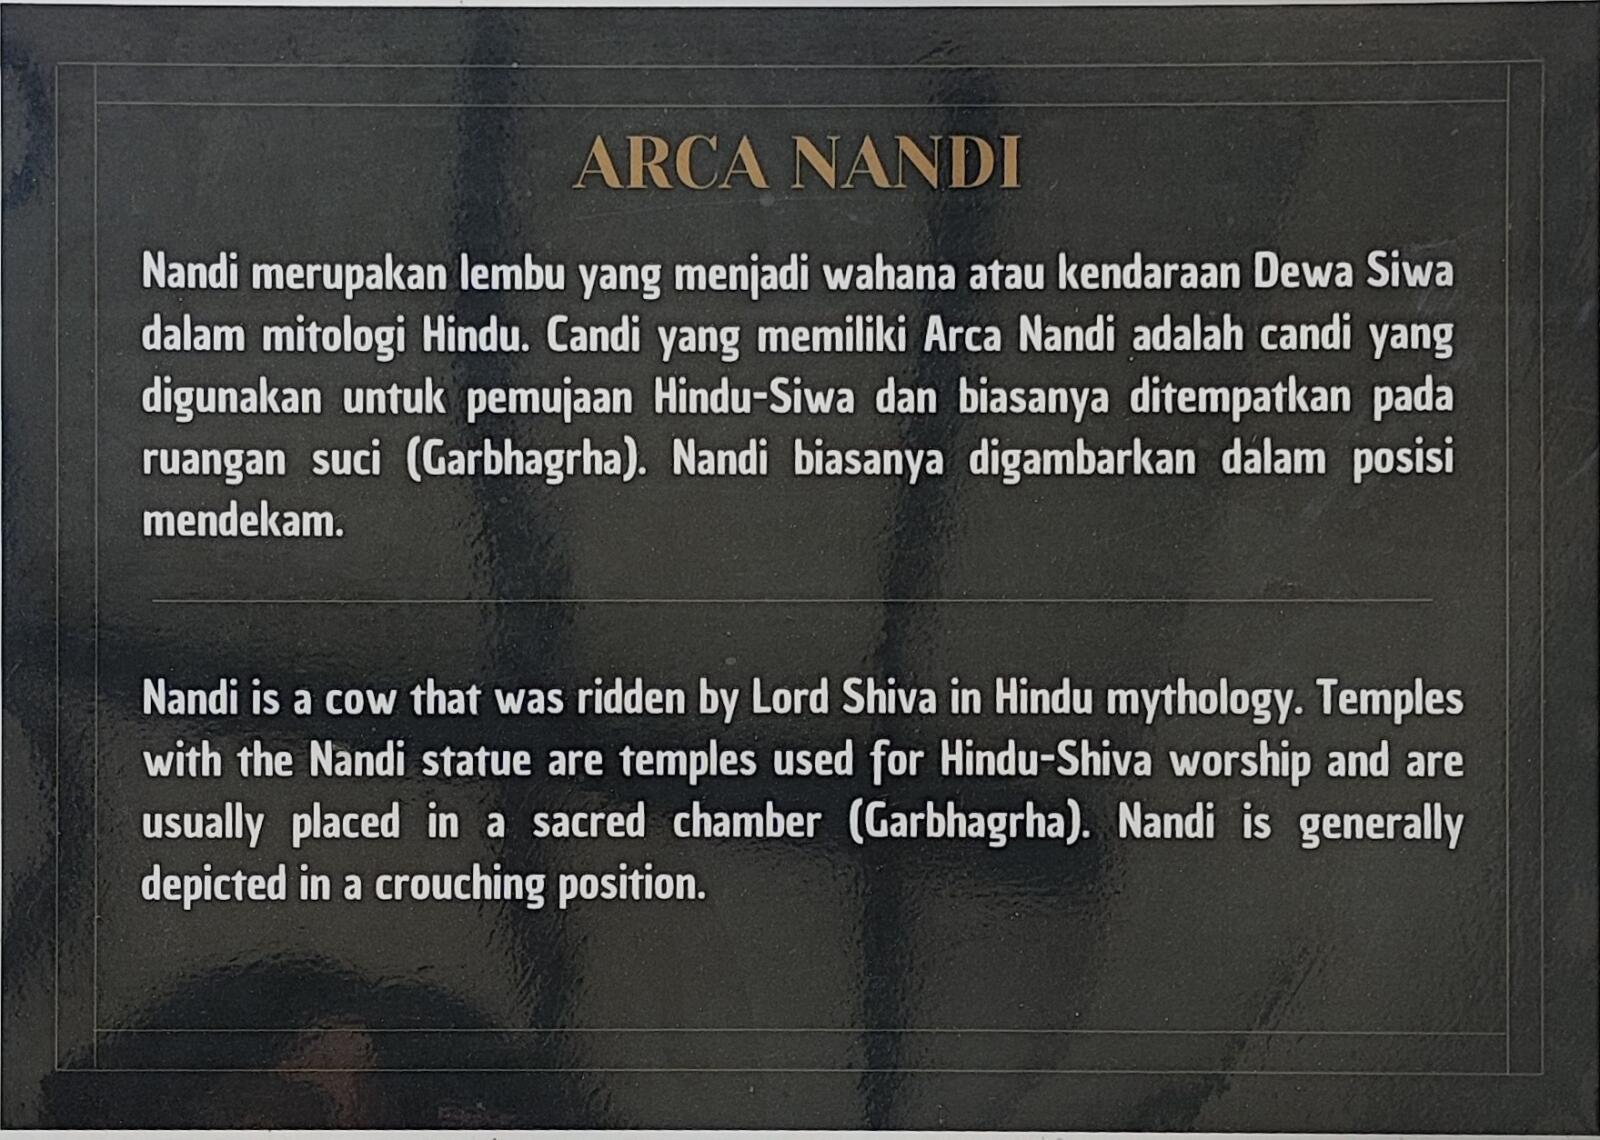 ARCA NANDI
Nandi merupakan lembu yang menjadi wahana atau kendaraan Dewa Siwa
dalam mitologi Hindu. Candi yang memiliki Arca Nandi adalah candi yang
digunakan untuk pemujaan Hindu-Siwa dan biasanya ditempatkan pada
ruangan suci (Garbhagrha). Nandi biasanya digambarkan dalam posisi
mendekam.
Nandi is a cow that was ridden by Lord Shiva in Hindu mythology. Temples
with the Nandi statue are temples used for Hindu-Shiva worship and are
usually placed in a sacred chamber (Garbhagrha). Nandi is generally
depicted in a crouching position.